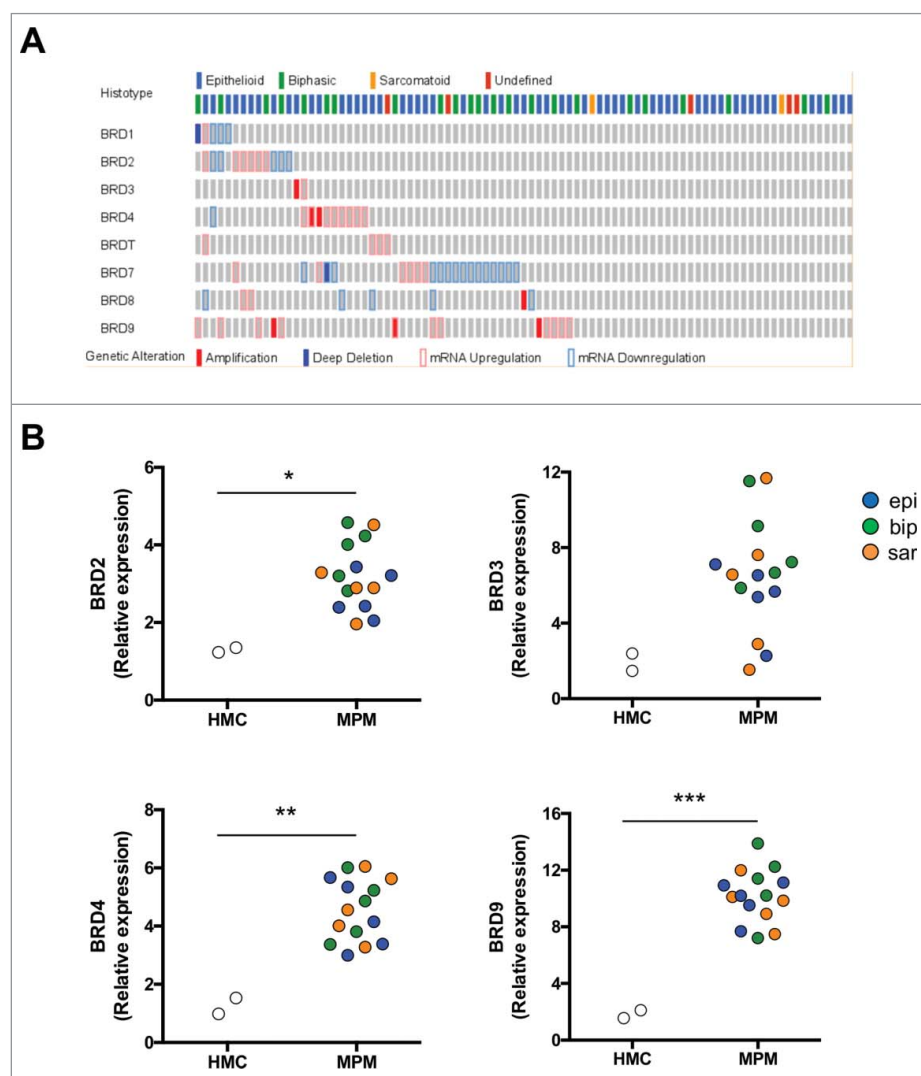 A
Histotype
Epithelioid Biphasic Sarcomatoid Undefined
BRD1
BRD2
BRD3
BRD4
BRDT
BRD7
BRD8
BRD9
Genetic Alteration Amplification Deep Deletion mRNA Upregulation mRNA Downregulation
B
BRD2
(Relative expression)
6
4
2
0
*
HMC MPM
BRD3
(Relative expression)
12
8
4
0
HMC MPM
epi
bip
sar
BRD4
(Relative expression)
8
6
4
2
0
**
HMC MPM
BRD9
(Relative expression)
16
12
8
4
0
***
HMC MPM